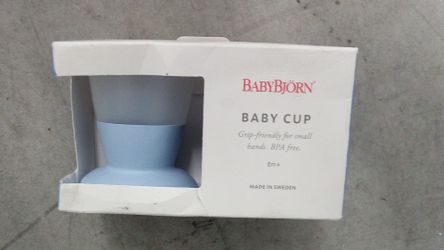 BABYBJÖRN
BABY CUP
Grip-friendly for small
hands. BPA free.
8m+
MADE IN SWEDEN